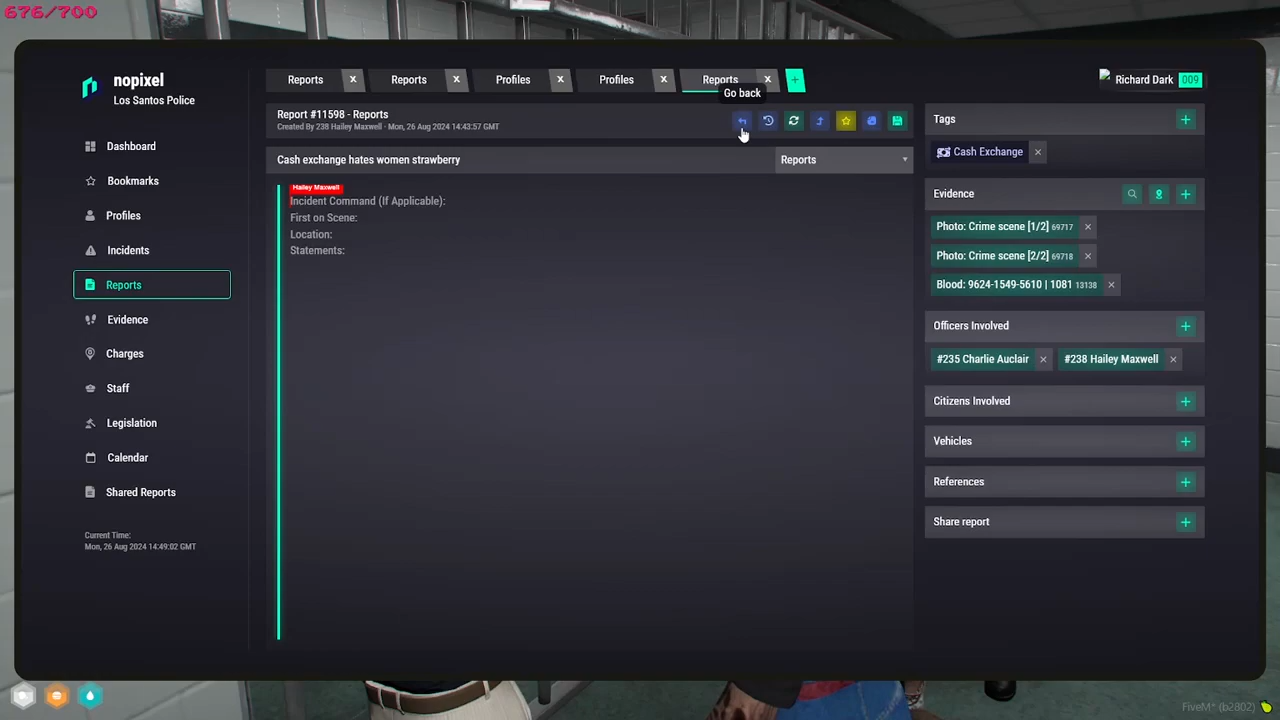 676/700
nopixel
Los Santos Police
Reports x
Reports x
Profiles x
Profiles x
Reports x
+
Richard Dark 009
Go back
Report #11598 - Reports
Created By 238 Hailey Maxwell - Mon, 26 Aug 2024 14:43:57 GMT
Cash exchange hates women strawberry
Reports
Hailey Maxwell
Incident Command (If Applicable):
First on Scene:
Location:
Statements:
Dashboard
Bookmarks
Profiles
Incidents
Reports
Evidence
Charges
Staff
Legislation
Calendar
Shared Reports
Current Time:
Mon, 26 Aug 2024 14:49:02 GMT
Tags +
Cash Exchange x
Evidence +
Photo: Crime scene [1/2] 69717 x
Photo: Crime scene [2/2] 69718 x
Blood: 9624-1549-5610 | 1081 13138 x
Officers Involved +
#235 Charlie Auclair x #238 Hailey Maxwell x
Citizens Involved +
Vehicles +
References +
Share report +
FiveM* (b2802)